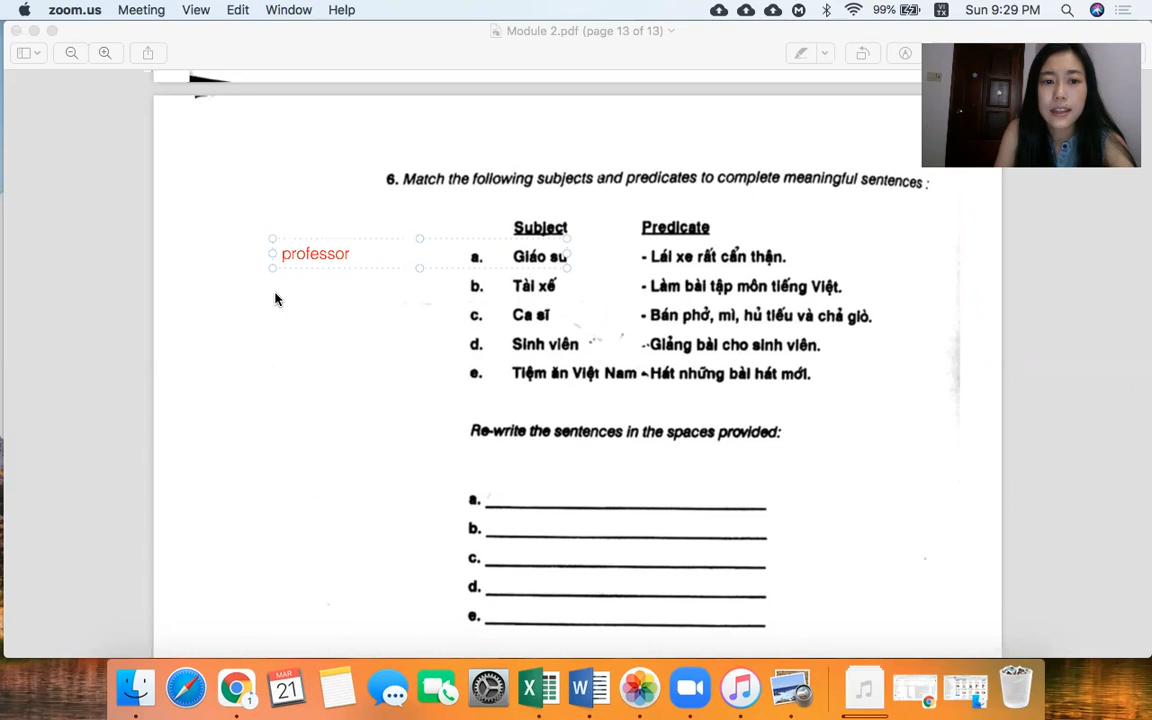 zoom.us Meeting View Edit Window Help 99% VI TX Sun 9:29 PM
Module 2.pdf (page 13 of 13)
6. Match the following subjects and predicates to complete meaningful sentences :
Subject Predicate
professor a. Giáo sư - Lái xe rất cẩn thận.
b. Tài xế - Làm bài tập môn tiếng Việt.
c. Ca sĩ - Bán phở, mì, hủ tiếu và chả giò.
d. Sinh viên - Giảng bài cho sinh viên.
e. Tiệm ăn Việt Nam - Hát những bài hát mới.
Re-write the sentences in the spaces provided:
a.
b.
c.
d.
e.
MAR
21
1